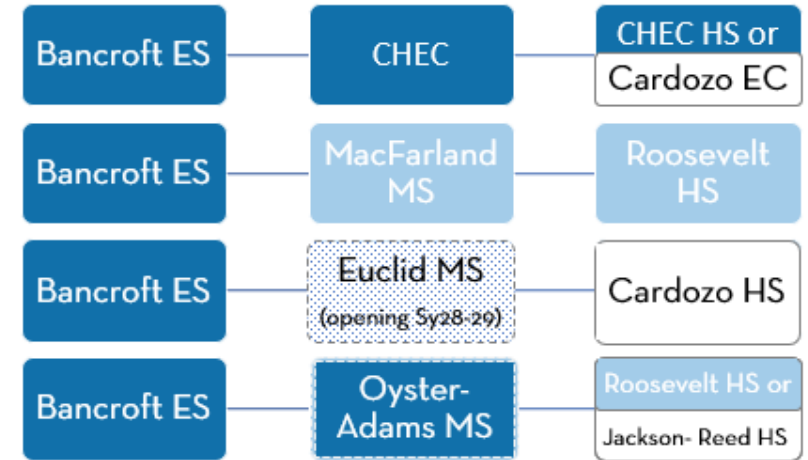 Bancroft ES
CHEC
CHEC HS or
Cardozo EC
Bancroft ES
MacFarland
MS
Roosevelt
HS
Bancroft ES
Euclid MS
(opening Sy28-29)
Cardozo HS
Bancroft ES
Oyster-
Adams MS
Roosevelt HS or
Jackson- Reed HS